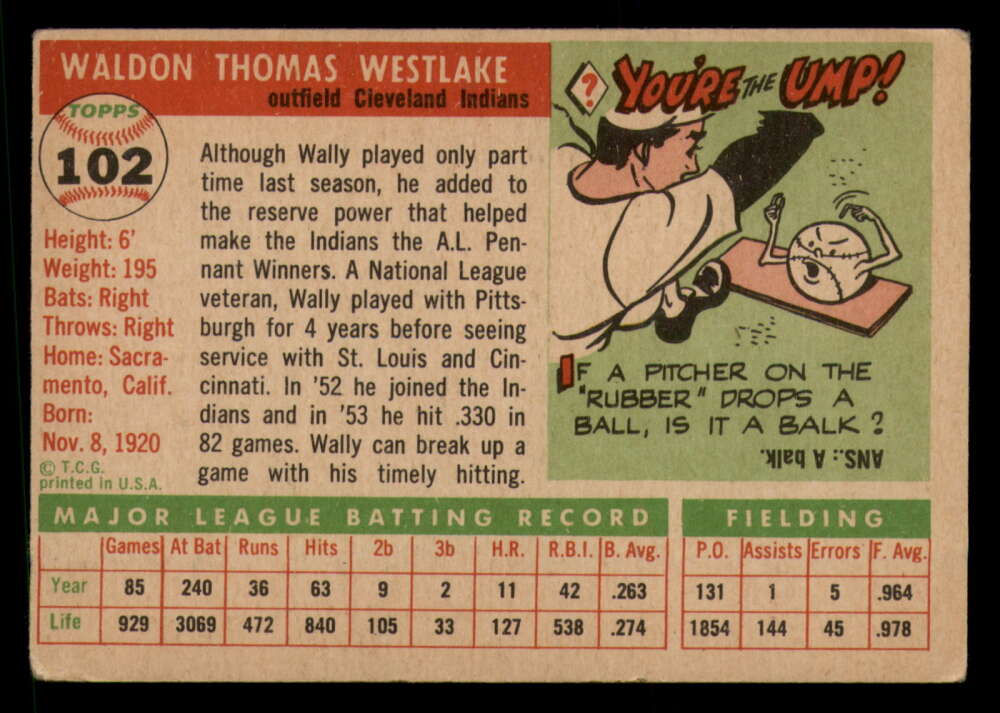 WALDON THOMAS WESTLAKE
outfield Cleveland Indians
TOPPS
102
Height: 6'
Weight: 195
Bats: Right
Throws: Right
Home: Sacra-
mento, Calif.
Born:
Nov. 8, 1920
© T.C.G.
printed in U.S.A.
Although Wally played only part
time last season, he added to
the reserve power that helped
make the Indians the A.L. Pen-
nant Winners. A National League
veteran, Wally played with Pitts-
burgh for 4 years before seeing
service with St. Louis and Cin-
cinnati. In '52 he joined the In-
dians and in '53 he hit .330 in
82 games. Wally can break up a
game with his timely hitting.
? YOU'RE THE UMP!
IF A PITCHER ON THE
"RUBBER" DROPS A
BALL, IS IT A BALK?
ANS.: A balk.
MAJOR LEAGUE BATTING RECORD
Games At Bat Runs Hits 2b 3b H.R. R.B.I. B. Avg.
Year 85 240 36 63 9 2 11 42 .263
Life 929 3069 472 840 105 33 127 538 .274
FIELDING
P.O. Assists Errors F. Avg.
131 1 5 .964
1854 144 45 .978